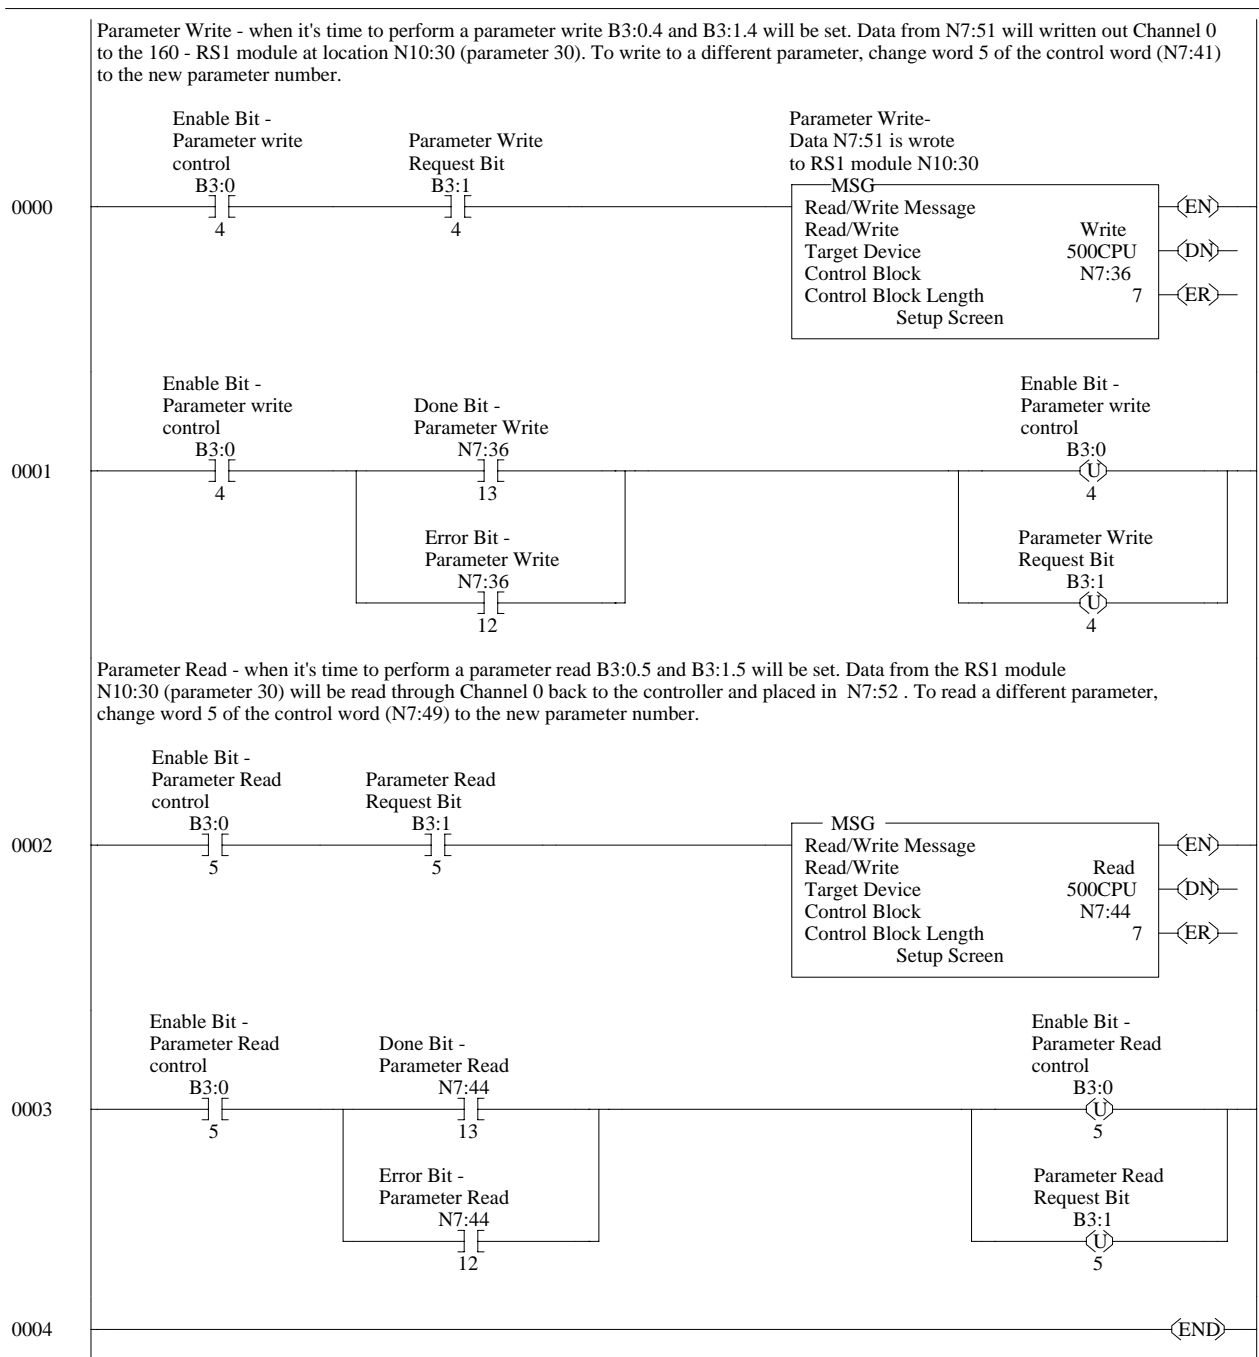 Parameter Write - when it's time to perform a parameter write B3:0.4 and B3:1.4 will be set. Data from N7:51 will written out Channel 0
to the 160 - RS1 module at location N10:30 (parameter 30). To write to a different parameter, change word 5 of the control word (N7:41)
to the new parameter number.
Enable Bit -
Parameter write
control
B3:0
4
Parameter Write
Request Bit
B3:1
4
Parameter Write-
Data N7:51 is wrote
to RS1 module N10:30
0000
MSG
Read/Write Message
Read/Write Write
Target Device 500CPU
Control Block N7:36
Control Block Length 7
Setup Screen
EN
DN
ER
Enable Bit -
Parameter write
control
B3:0
4
Done Bit -
Parameter Write
N7:36
13
Error Bit -
Parameter Write
N7:36
12
0001
Enable Bit -
Parameter write
control
B3:0
U
4
Parameter Write
Request Bit
B3:1
U
4
Parameter Read - when it's time to perform a parameter read B3:0.5 and B3:1.5 will be set. Data from the RS1 module
N10:30 (parameter 30) will be read through Channel 0 back to the controller and placed in N7:52 . To read a different parameter,
change word 5 of the control word (N7:49) to the new parameter number.
Enable Bit -
Parameter Read
control
B3:0
5
Parameter Read
Request Bit
B3:1
5
0002
MSG
Read/Write Message
Read/Write Read
Target Device 500CPU
Control Block N7:44
Control Block Length 7
Setup Screen
EN
DN
ER
Enable Bit -
Parameter Read
control
B3:0
5
Done Bit -
Parameter Read
N7:44
13
Error Bit -
Parameter Read
N7:44
12
0003
Enable Bit -
Parameter Read
control
B3:0
U
5
Parameter Read
Request Bit
B3:1
U
5
0004
END